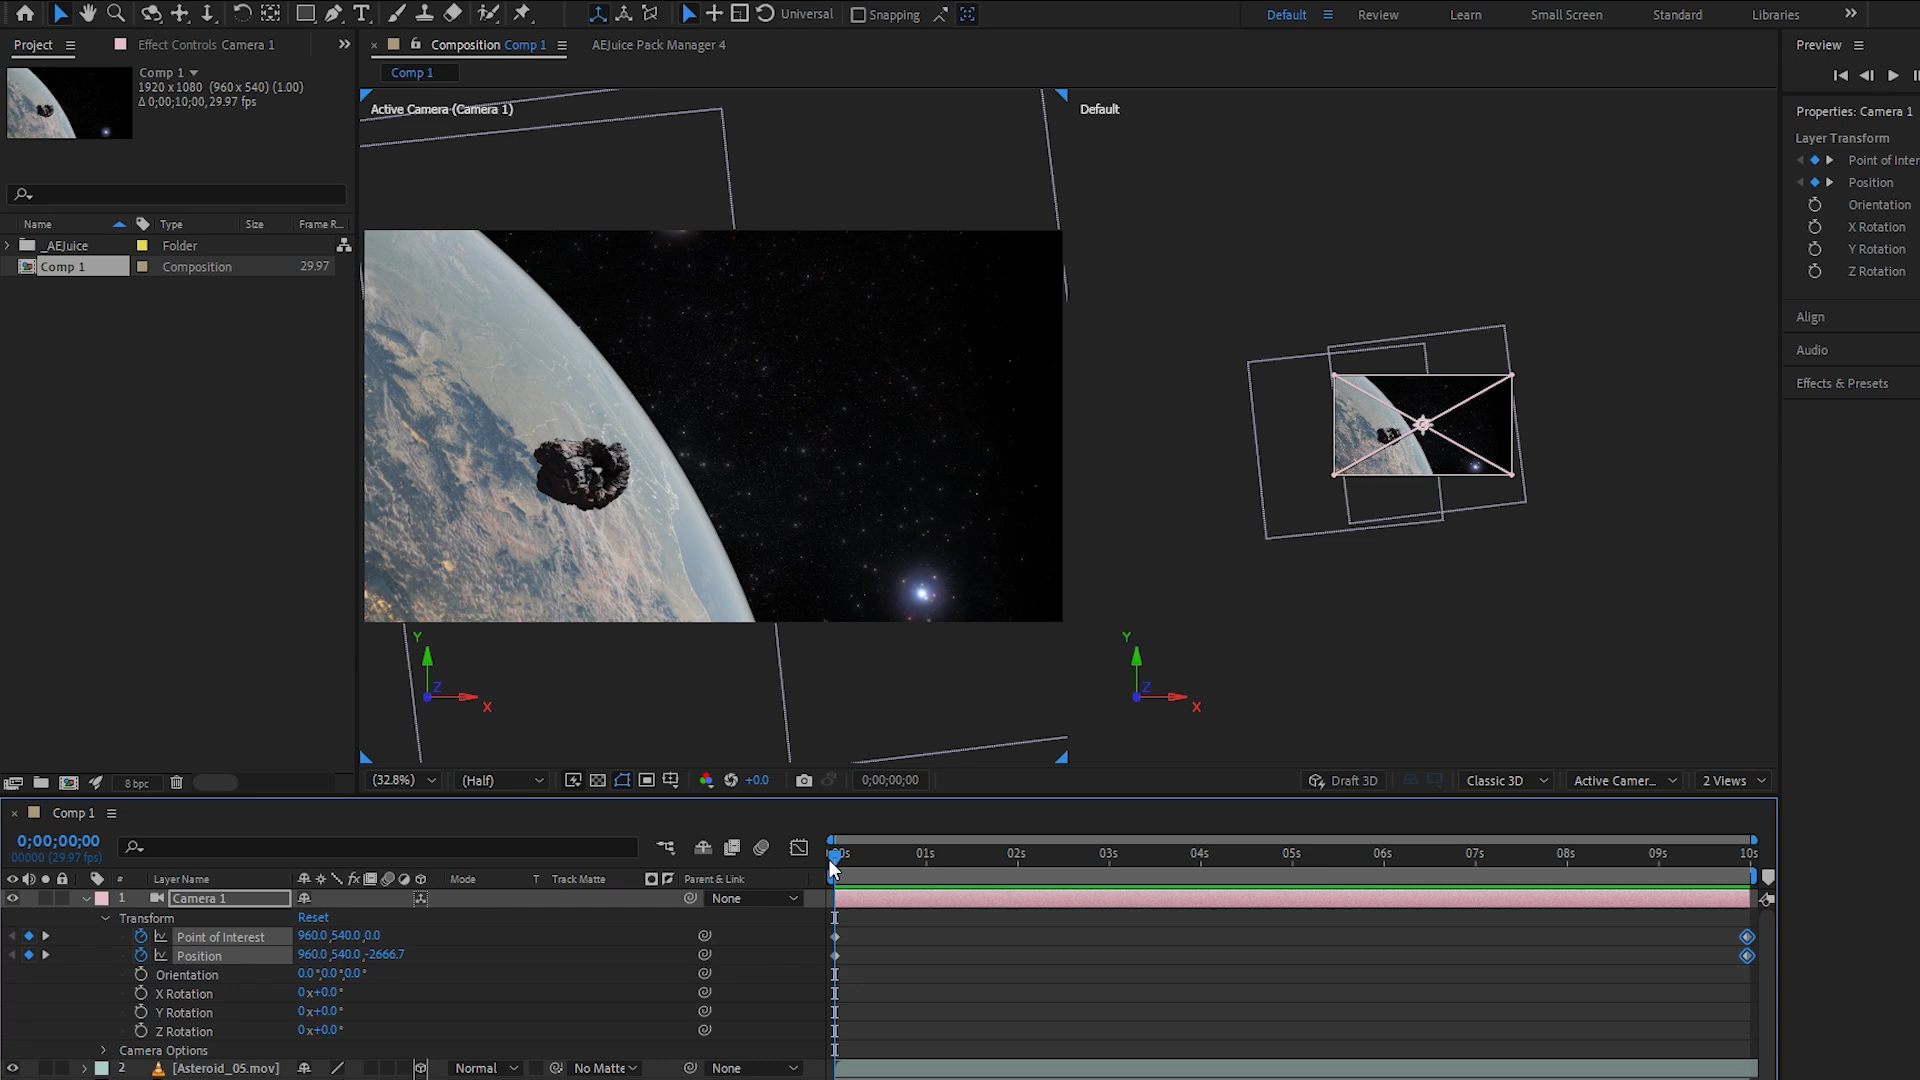 Universal
Snapping
Default
Review
Learn
Small Screen
Standard
Libraries
Project
Effect Controls Camera 1
Composition Comp 1
AEJuice Pack Manager 4
Preview
Comp 1
1920 x 1080 (960 x 540) (1.00)
Δ 0;00;10;00, 29.97 fps
Comp 1
Active Camera (Camera 1)
Default
Properties: Camera 1
Layer Transform
Point of Inter
Position
Orientation
X Rotation
Y Rotation
Z Rotation
Align
Audio
Effects & Presets
Name
Type
Size
Frame R...
_AEJuice
Folder
Comp 1
Composition
29.97
Y
Z
X
Y
Z
X
8 bpc
(32.8%)
(Half)
+0.0
0;00;00;00
Draft 3D
Classic 3D
Active Camer...
2 Views
Comp 1
0;00;00;00
00000 (29.97 fps)
00s
01s
02s
03s
04s
05s
06s
07s
08s
09s
10s
#
Layer Name
fx
Mode
T
Track Matte
Parent & Link
1
Camera 1
None
Transform
Reset
Point of Interest
960.0,540.0,0.0
Position
960.0,540.0,-2666.7
Orientation
0.0°,0.0°,0.0°
X Rotation
0x+0.0°
Y Rotation
0x+0.0°
Z Rotation
0x+0.0°
Camera Options
2
[Asteroid_05.mov]
Normal
No Matte
None